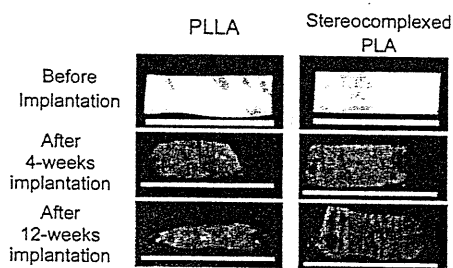 PLLA
Stereocomplexed
PLA
Before
Implantation
After
4-weeks
implantation
After
12-weeks
implantation